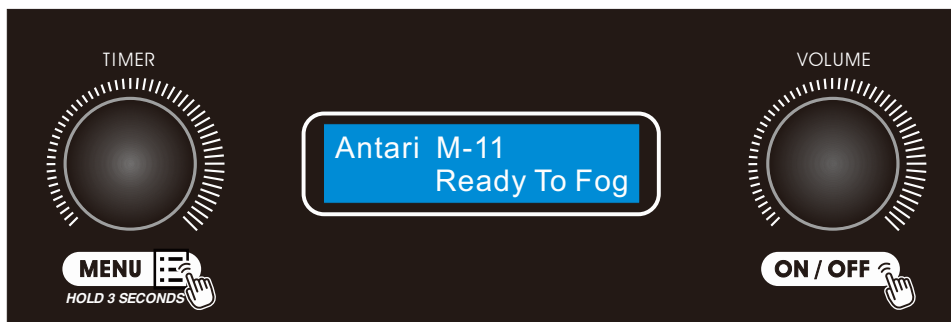 TIMER
VOLUME
Antari M-11
Ready To Fog
MENU
ON / OFF
HOLD 3 SECONDS